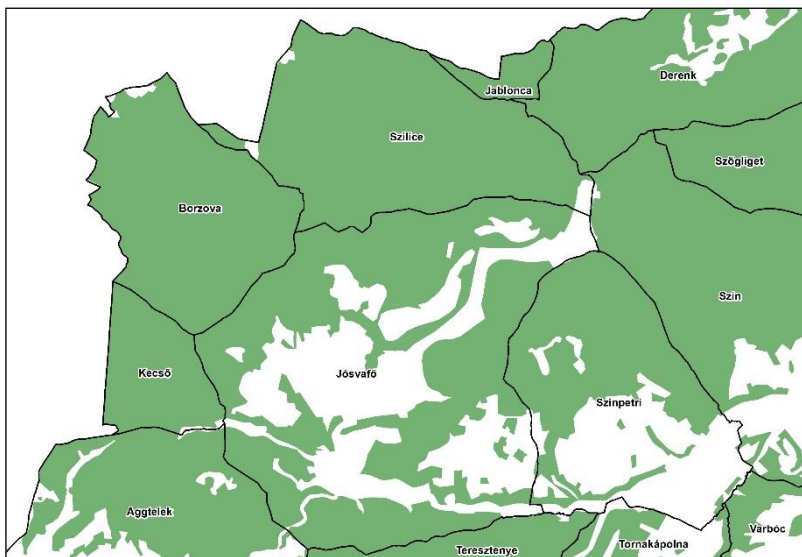 Derenk
Jablonca
Szilice
Szögliget
Borzova
Szin
Kecső
Jósvafő
Szinpetri
Aggtelek
Varbóc
Teresztenye
Tornakápolna